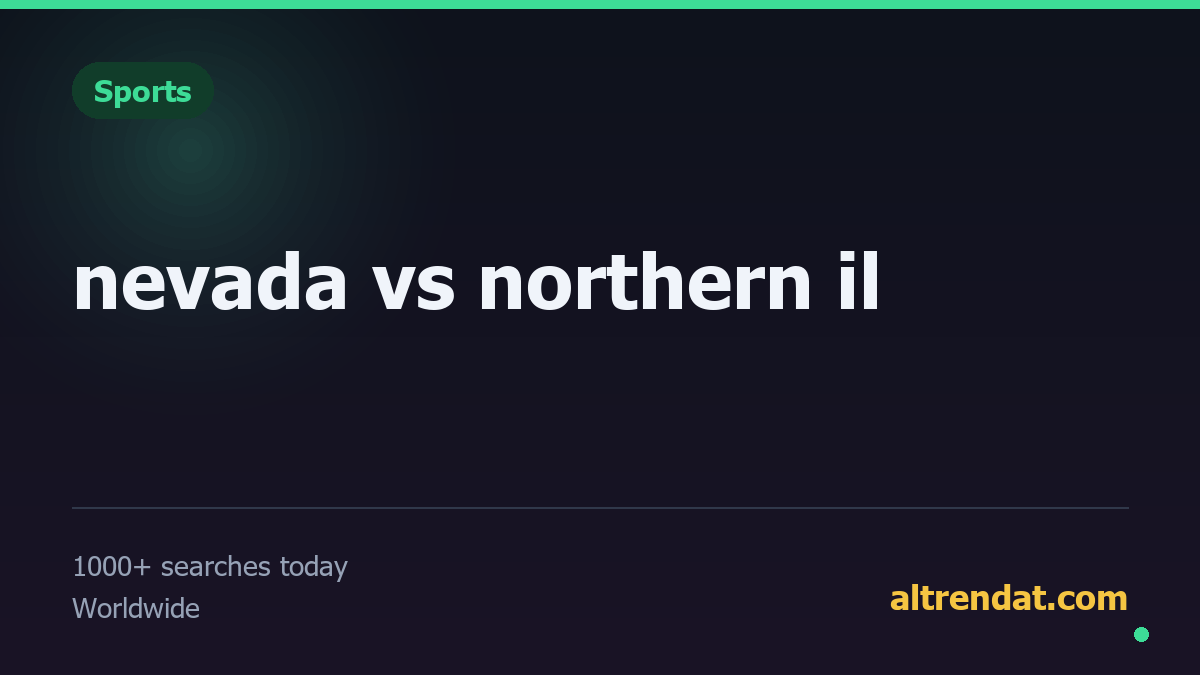 Sports
nevada vs northern il
1000+ searches today
Worldwide
altrendat.com